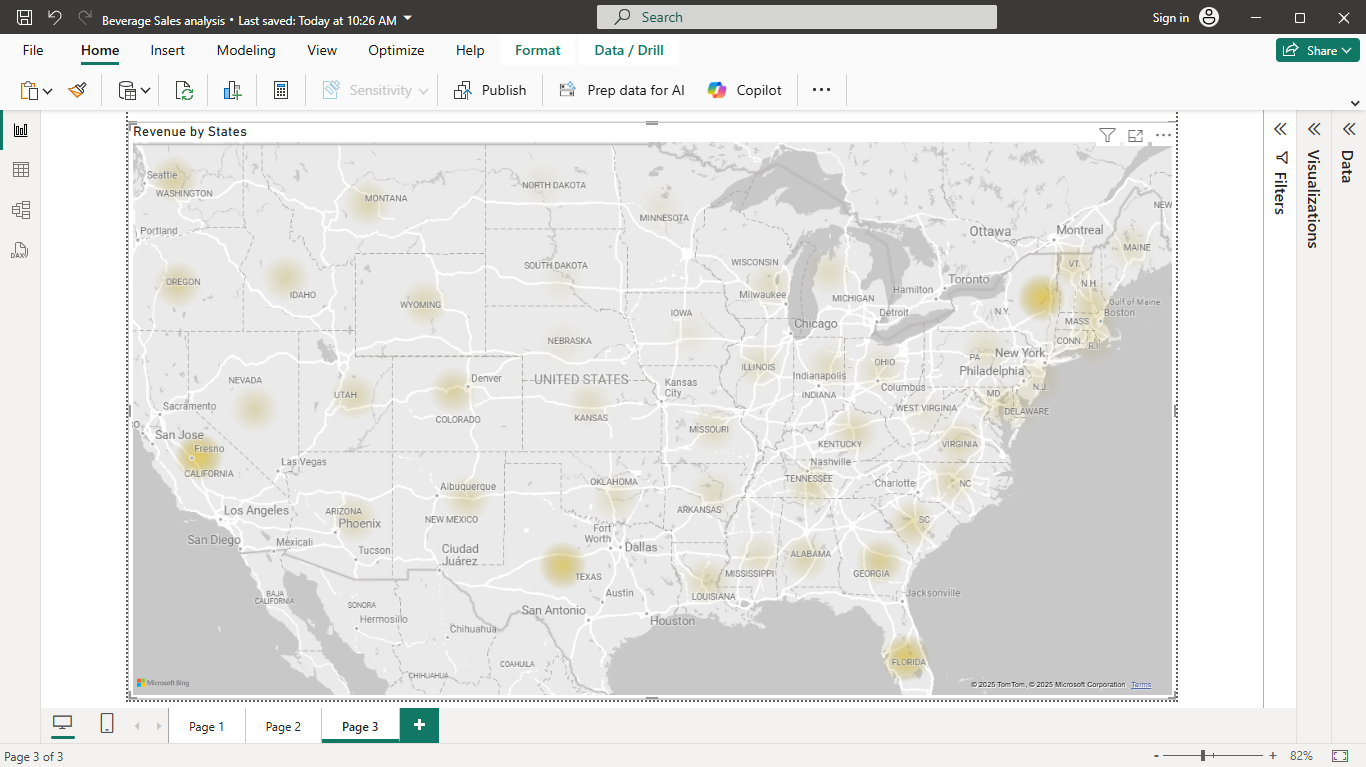 Beverage Sales analysis • Last saved: Today at 10:26 AM
Search
Sign in
File Home Insert Modeling View Optimize Help Format Data / Drill
Share
Sensitivity
Publish
Prep data for AI
Copilot
Revenue by States
Seattle
WASHINGTON
MONTANA
NORTH DAKOTA
MINNESOTA
NEW
Portland
Ottawa
Montreal
MAINE
OREGON
IDAHO
SOUTH DAKOTA
WISCONSIN
VT.
Toronto
N.H.
WYOMING
Milwaukee
MICHIGAN
Hamilton
Gulf of Maine
IOWA
Detroit
N.Y.
Boston
Chicago
MASS
NEBRASKA
CONN.
R.I.
NEVADA
UTAH
Denver
UNITED STATES
ILLINOIS
Indianapolis
OHIO
PA
New York
Philadelphia
Kansas
City
INDIANA
Columbus
N.J.
Sacramento
COLORADO
KANSAS
WEST VIRGINIA
MD
DELAWARE
CO
San Jose
MISSOURI
KENTUCKY
VIRGINIA
Fresno
CALIFORNIA
Las Vegas
Nashville
TENNESSEE
Albuquerque
OKLAHOMA
Charlotte
NC
Los Angeles
ARIZONA
Phoenix
NEW MEXICO
ARKANSAS
SC
San Diego
Mexicali
Tucson
Ciudad
Juárez
Fort
Worth
Dallas
ALABAMA
MISSISSIPPI
GEORGIA
TEXAS
BAJA
CALIFORNIA
SONORA
Austin
LOUISIANA
Jacksonville
Hermosillo
San Antonio
Houston
Chihuahua
COAHUILA
FLORIDA
CHIHUAHUA
Microsoft Bing
© 2025 TomTom, © 2025 Microsoft Corporation Terms
Filters
Visualizations
Data
DAX
Page 1 Page 2 Page 3
Page 3 of 3
- + 82%